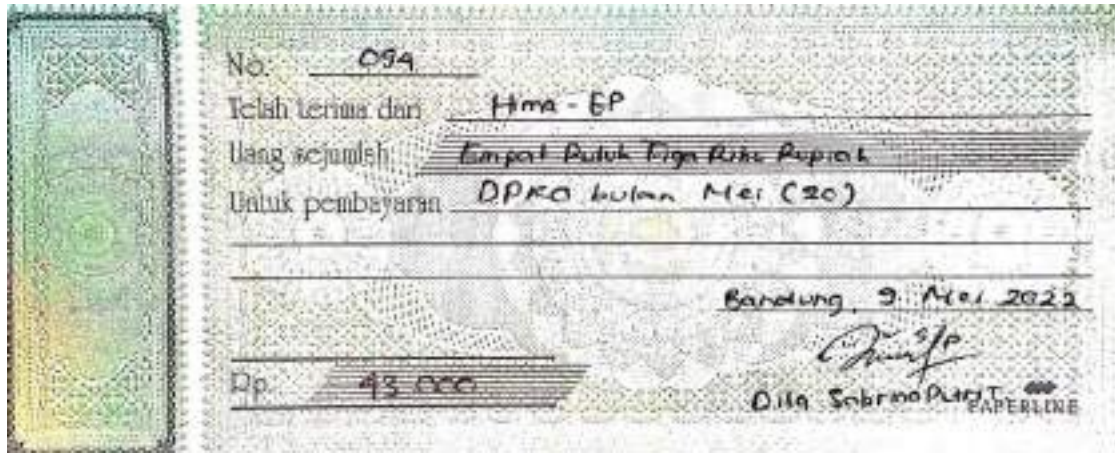 No. 094
Telah terima dari Hima - EP
Uang sejumlah Empat Puluh Tiga Ribu Rupiah
Untuk pembayaran DPKO bulan Mei (20)
Bandung, 9 Mei 2022
Rp. 43.000
Dila Sabrina Putri T
PAPERLINE